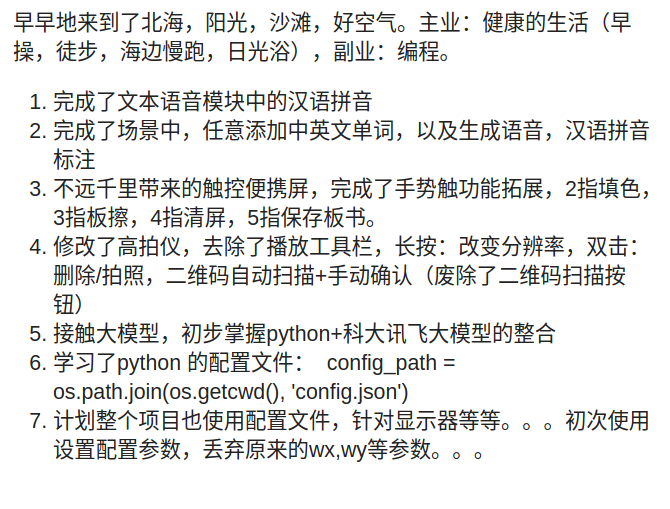 早早地来到了北海，阳光，沙滩，好空气。主业：健康的生活（早
操，徒步，海边慢跑，日光浴），副业：编程。
1. 完成了文本语音模块中的汉语拼音
2. 完成了场景中，任意添加中英文单词，以及生成语音，汉语拼音
标注
3. 不远千里带来的触控便携屏，完成了手势触功能拓展，2指填色，
3指板擦，4指清屏，5指保存板书。
4. 修改了高拍仪，去除了播放工具栏，长按：改变分辨率，双击：
删除/拍照，二维码自动扫描+手动确认（废除了二维码扫描按
钮）
5. 接触大模型，初步掌握python+科大讯飞大模型的整合
6. 学习了python 的配置文件： config_path =
os.path.join(os.getcwd(), 'config.json')
7. 计划整个项目也使用配置文件，针对显示器等等。。。初次使用
设置配置参数，丢弃原来的wx,wy等参数。。。